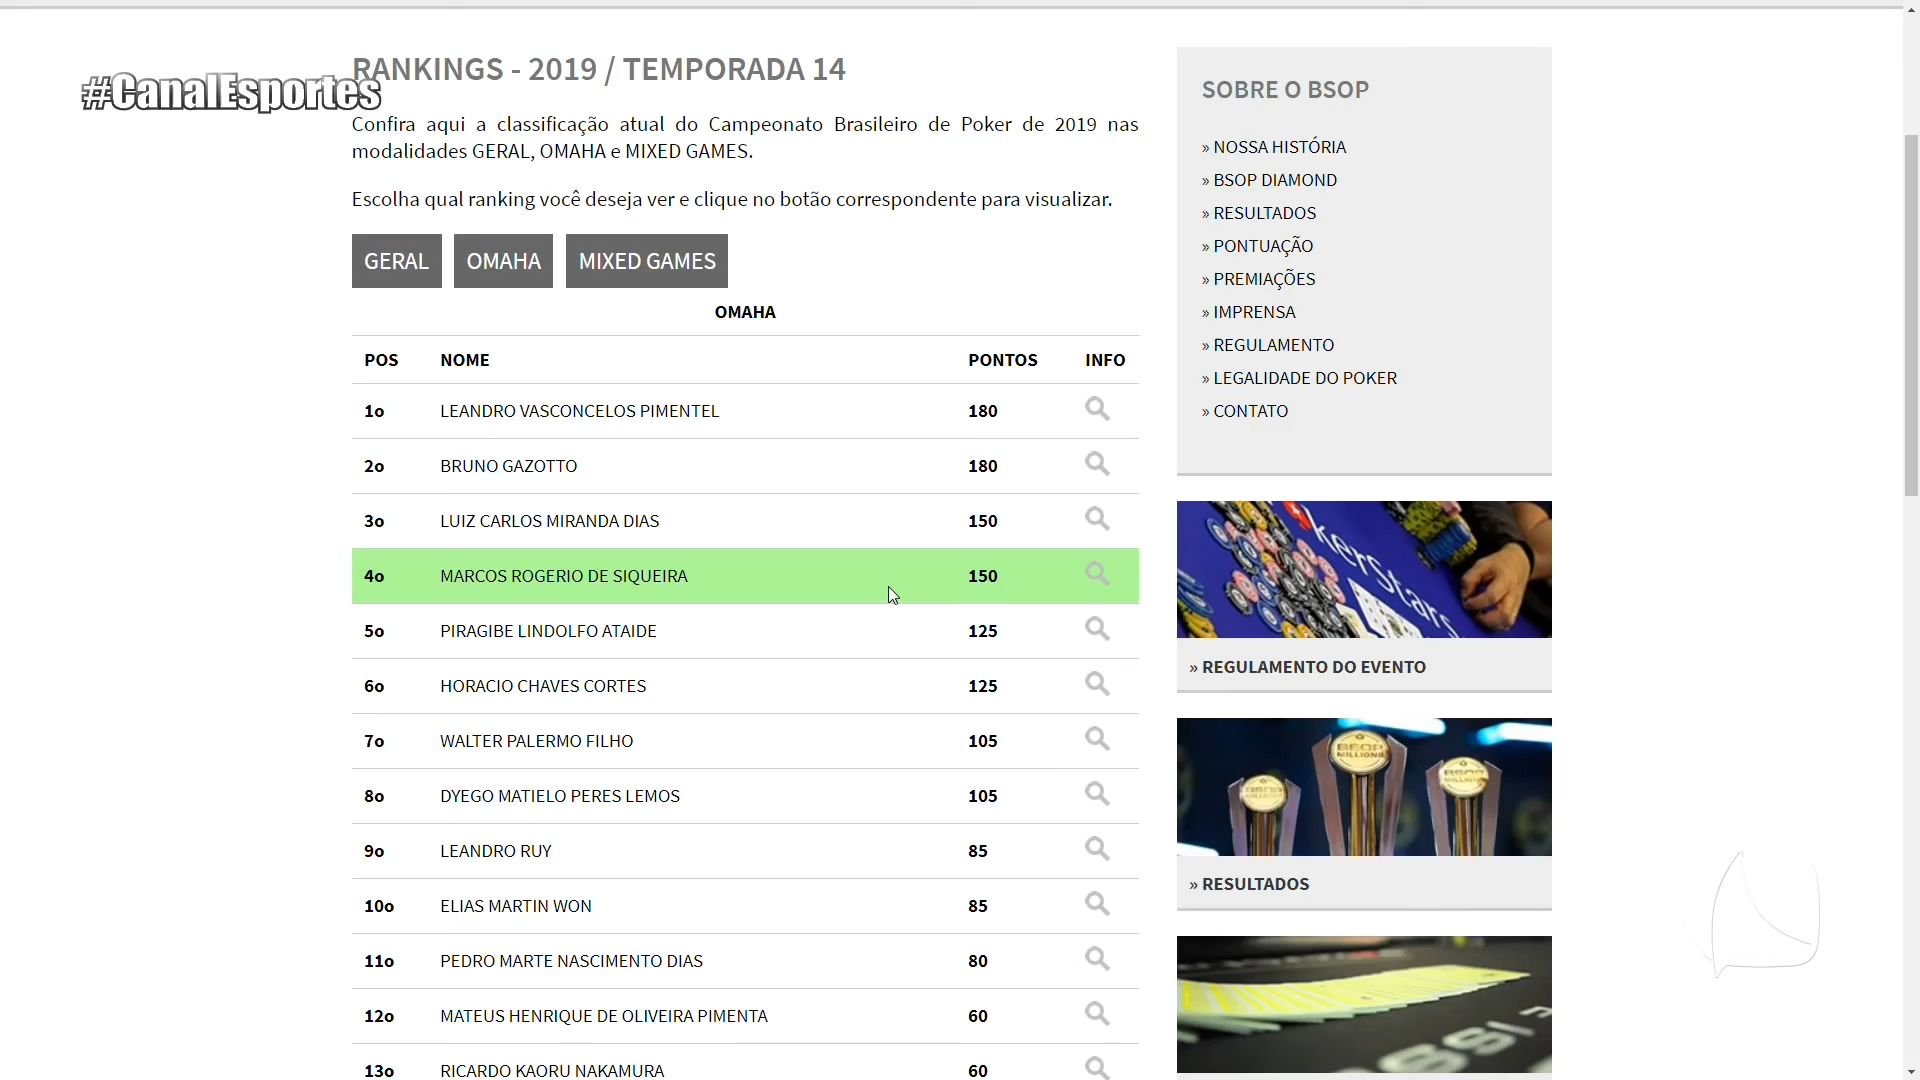 #CanalEsportes
RANKINGS - 2019 / TEMPORADA 14
Confira aqui a classificação atual do Campeonato Brasileiro de Poker de 2019 nas
modalidades GERAL, OMAHA e MIXED GAMES.
Escolha qual ranking você deseja ver e clique no botão correspondente para visualizar.
GERAL OMAHA MIXED GAMES
OMAHA
POS NOME PONTOS INFO
1o LEANDRO VASCONCELOS PIMENTEL 180
2o BRUNO GAZOTTO 180
3o LUIZ CARLOS MIRANDA DIAS 150
4o MARCOS ROGERIO DE SIQUEIRA 150
5o PIRAGIBE LINDOLFO ATAIDE 125
6o HORACIO CHAVES CORTES 125
7o WALTER PALERMO FILHO 105
8o DYEGO MATIELO PERES LEMOS 105
9o LEANDRO RUY 85
10o ELIAS MARTIN WON 85
11o PEDRO MARTE NASCIMENTO DIAS 80
12o MATEUS HENRIQUE DE OLIVEIRA PIMENTA 60
13o RICARDO KAORU NAKAMURA 60
SOBRE O BSOP
» NOSSA HISTÓRIA
» BSOP DIAMOND
» RESULTADOS
» PONTUAÇÃO
» PREMIAÇÕES
» IMPRENSA
» REGULAMENTO
» LEGALIDADE DO POKER
» CONTATO
kerStars
» REGULAMENTO DO EVENTO
BSOP
MILLIONS
» RESULTADOS